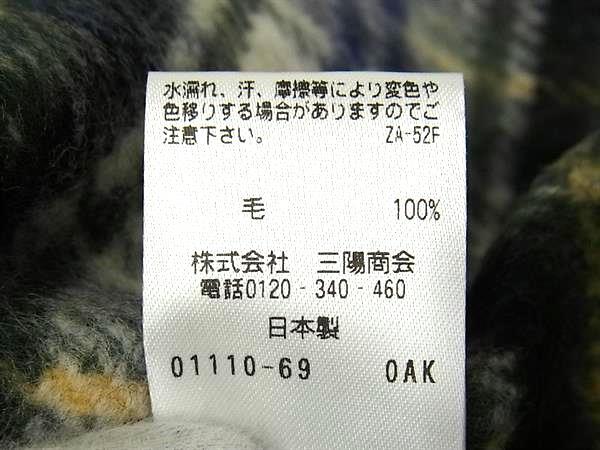 水濡れ、汗、摩擦等により変色や
色移りする場合がありますのでご
注意下さい。 ZA-52F
毛 100%
株式会社 三陽商会
電話0120-340-460
日本製
01110-69 0AK